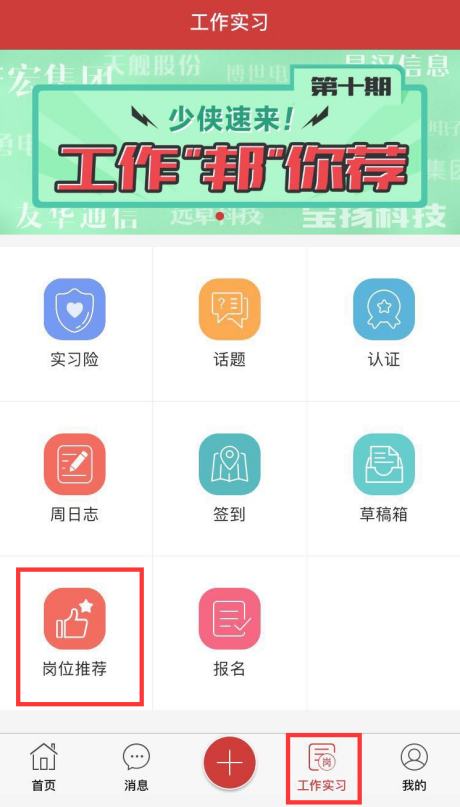 工作实习
宏集团
天舰股份
博世电
昆汉信息
第十期
少侠速来！
工作“邦”你荐
友华通信
远卓科技
宝扬科技
实习险
话题
认证
周日志
签到
草稿箱
岗位推荐
报名
岗
首页
消息
工作实习
我的